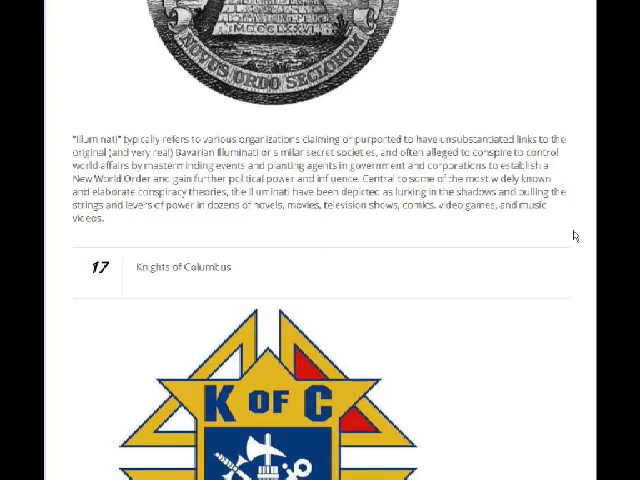 MDCCLXXVI
NOVUS ORDO SECLORUM
"Illuminati" typically refers to various organizations claiming or purported to have unsubstantiated links to the
original (and very real) Bavarian Illuminati or similar secret societies, and often alleged to conspire to control
world affairs by masterminding events and planting agents in government and corporations to establish a
New World Order and gain further political power and influence. Central to some of the most widely known
and elaborate conspiracy theories, the Illuminati have been depicted as lurking in the shadows and pulling the
strings and levers of power in dozens of novels, movies, television shows, comics, video games, and music
videos.
17 Knights of Columbus
K OF C